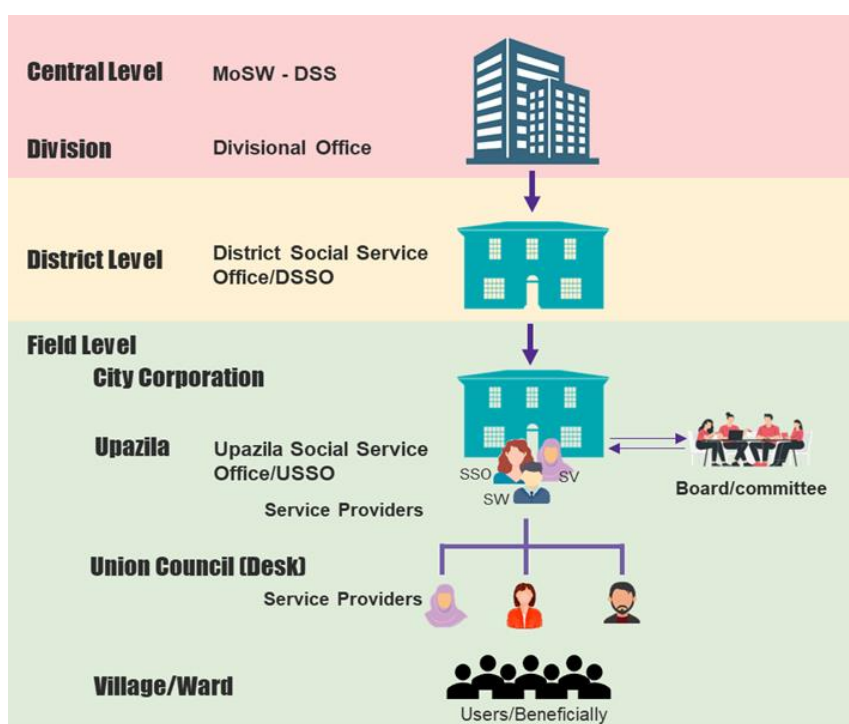 Central Level
MoSW - DSS
Division
Divisional Office
District Level
District Social Service
Office/DSSO
Field Level
City Corporation
Upazila
Upazila Social Service
Office/USSO
SSO
SV
SW
Board/committee
Service Providers
Union Council (Desk)
Service Providers
Village/Ward
Users/Beneficially